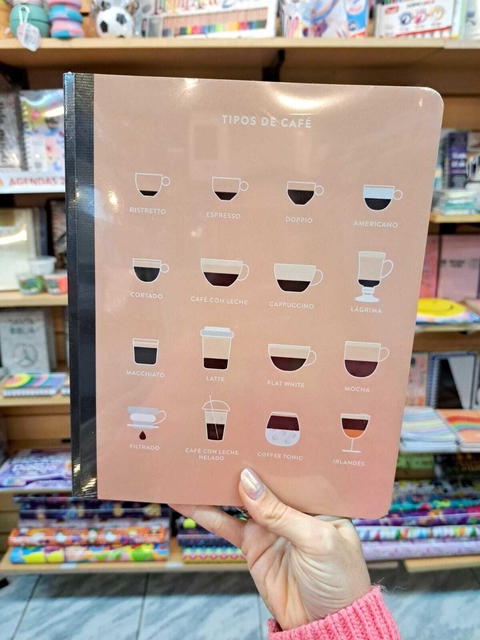 TIPOS DE CAFÉ
RISTRETTO
ESPRESSO
DOPPIO
AMERICANO
CORTADO
CAFÉ CON LECHE
CAPPUCCINO
LÁGRIMA
MACCHIATO
LATTE
FLAT WHITE
MOCHA
FILTRADO
CAFÉ CON LECHE
HELADO
COFFEE TONIC
IRLANDÉS
AGENDAS